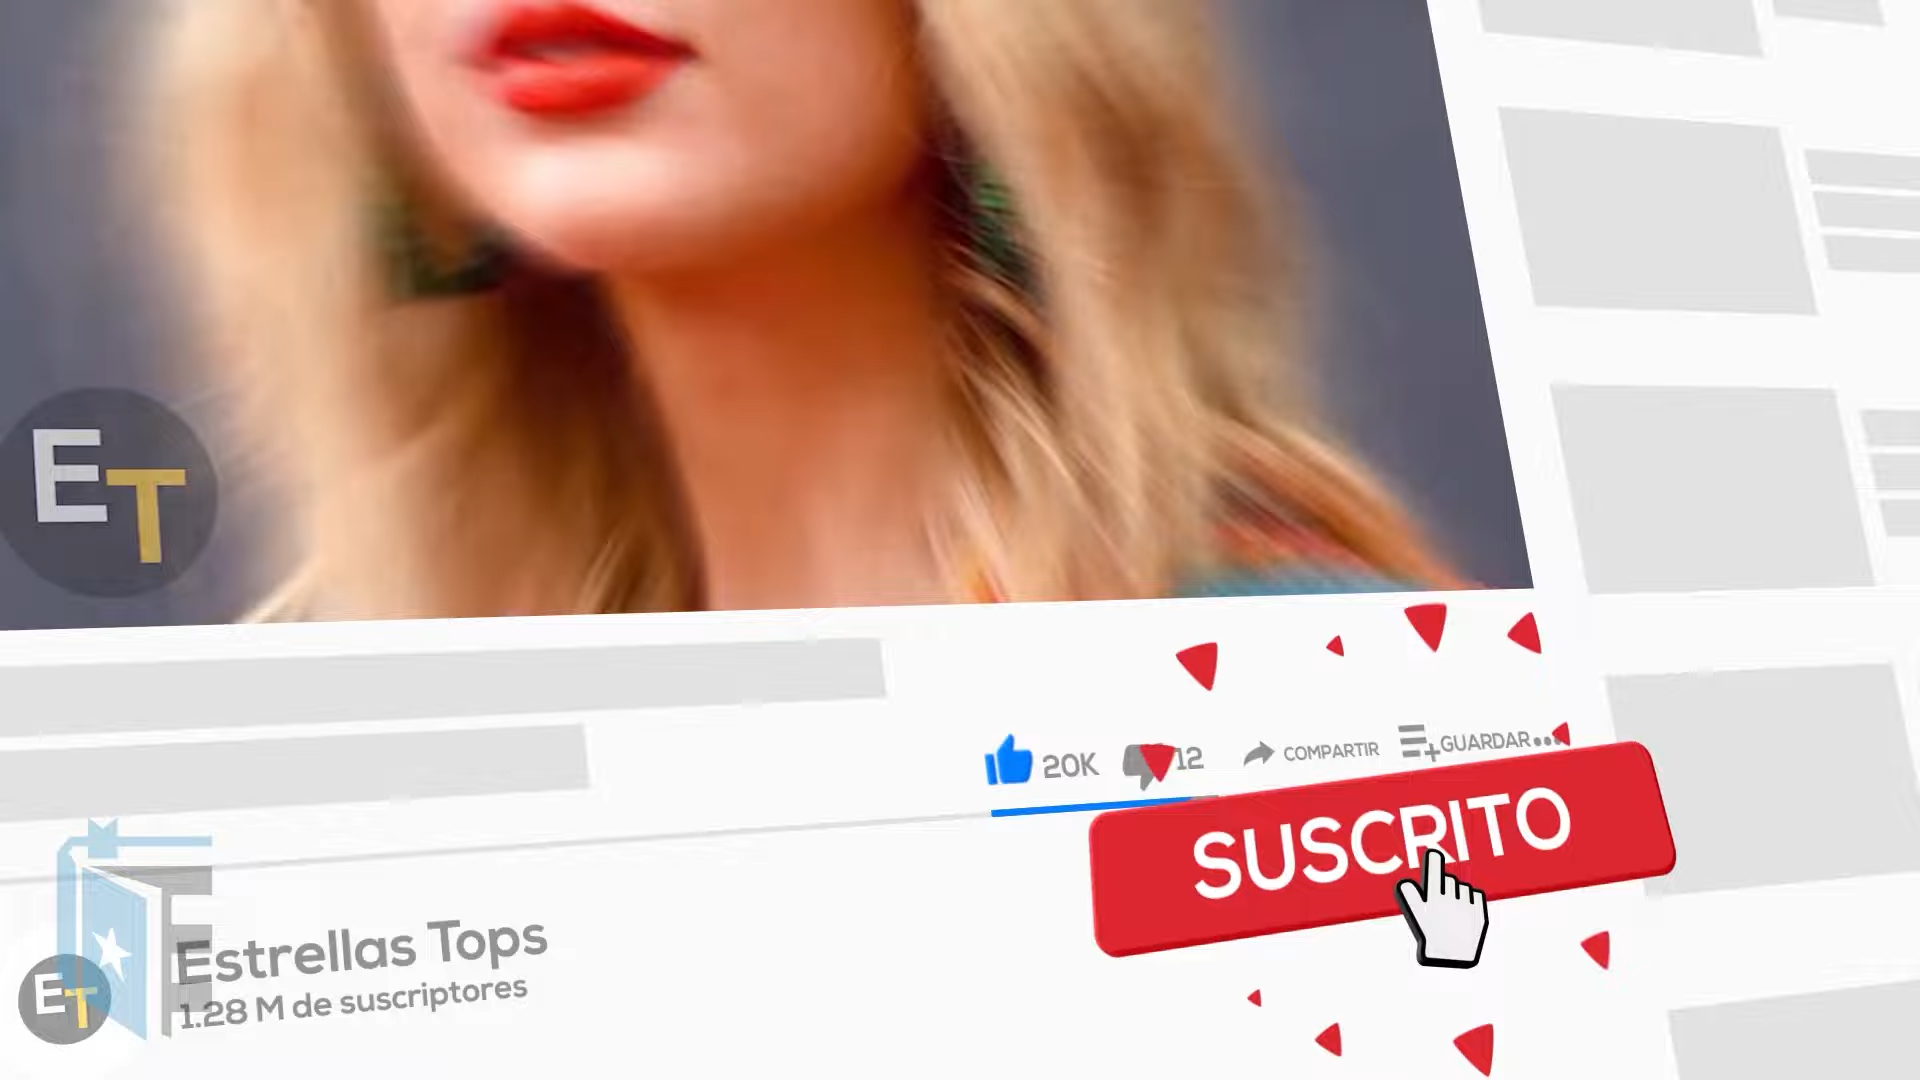 ET
20K
12
COMPARTIR
GUARDAR...
SUSCRITO
Estrellas Tops
1.28 M de suscriptores
ET
E